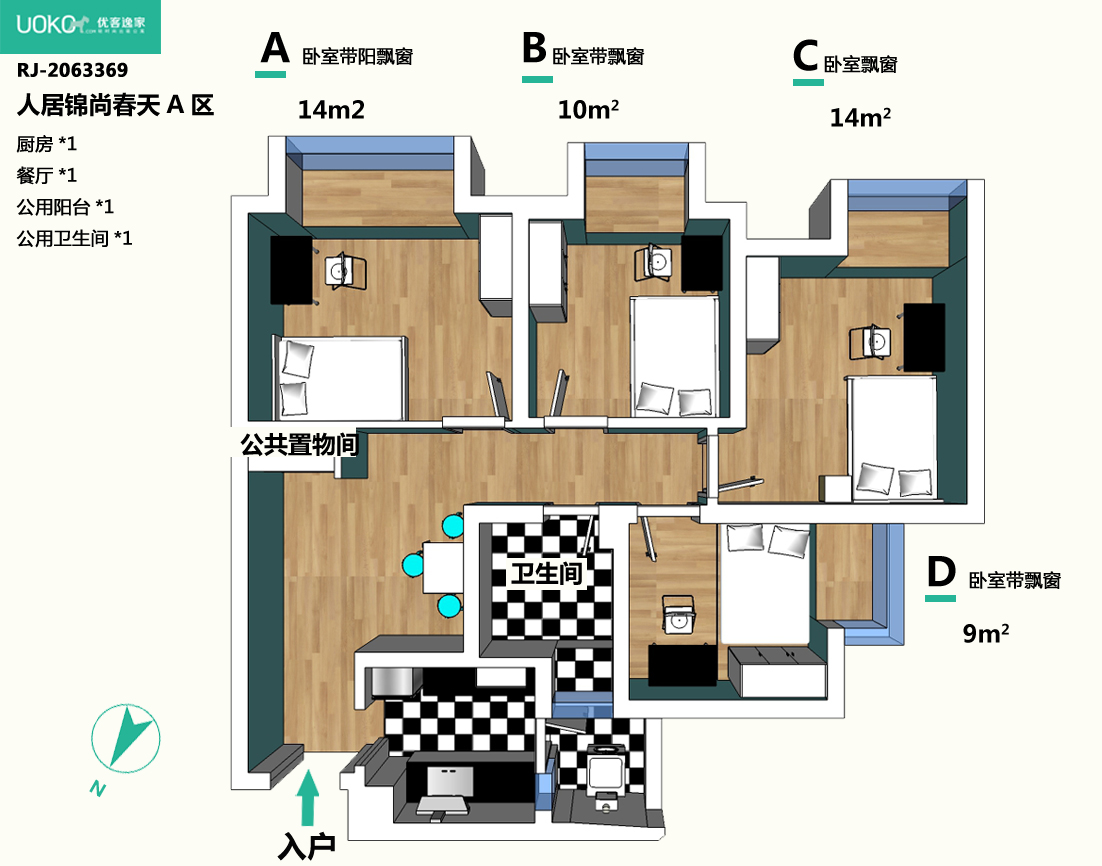 UOKO 优客逸家
.COM
RJ-2063369
人居锦尚春天 A 区
厨房 *1
餐厅 *1
公用阳台 *1
公用卫生间 *1
A 卧室带阳飘窗
14m2
B 卧室带飘窗
10m²
C 卧室飘窗
14m²
公共置物间
卫生间
D 卧室带飘窗
9m²
N
入户